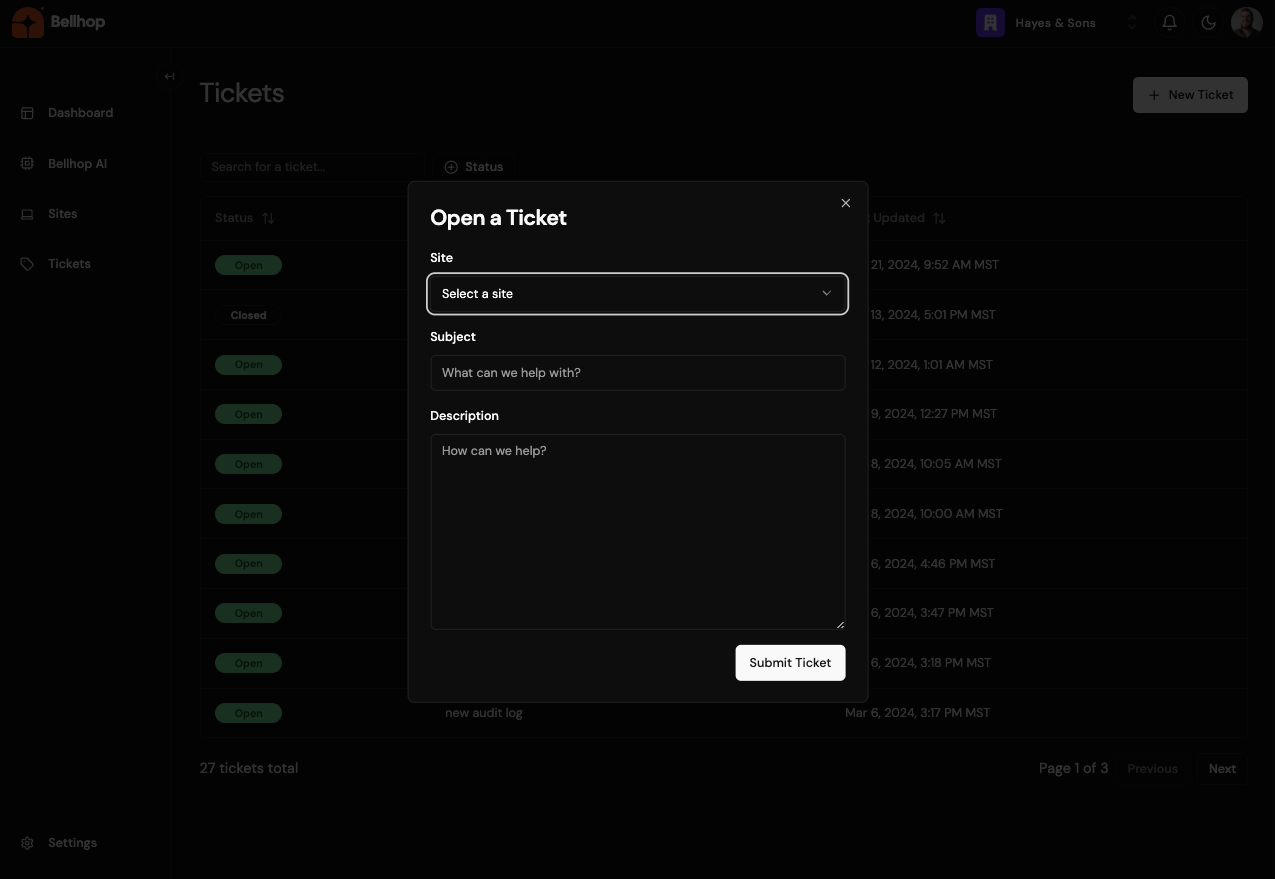 Bellhop
Hayes & Sons
Dashboard
Bellhop AI
Sites
Tickets
Settings
Tickets
New Ticket
Search for a ticket...
Status
Status
Updated
Open
21, 2024, 9:52 AM MST
Closed
13, 2024, 5:01 PM MST
Open
12, 2024, 1:01 AM MST
Open
9, 2024, 12:27 PM MST
Open
8, 2024, 10:05 AM MST
Open
8, 2024, 10:00 AM MST
Open
6, 2024, 4:46 PM MST
Open
6, 2024, 3:47 PM MST
Open
6, 2024, 3:18 PM MST
Open
new audit log
Mar 6, 2024, 3:17 PM MST
27 tickets total
Page 1 of 3
Previous
Next
Open a Ticket
Site
Select a site
Subject
What can we help with?
Description
How can we help?
Submit Ticket